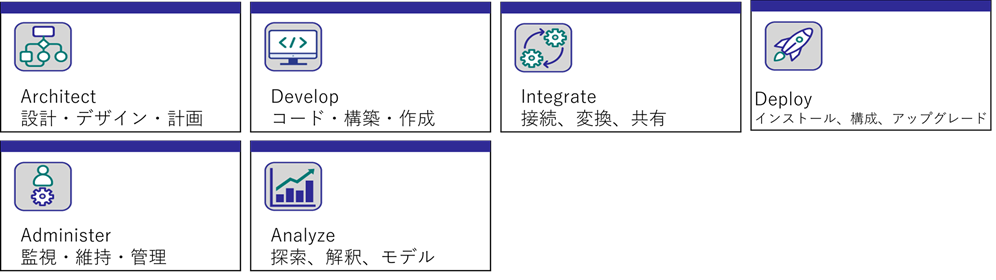 Architect
設計・デザイン・計画
</>
Develop
コード・構築・作成
Integrate
接続、変換、共有
Deploy
インストール、構成、アップグレード
Administer
監視・維持・管理
Analyze
探索、解釈、モデル